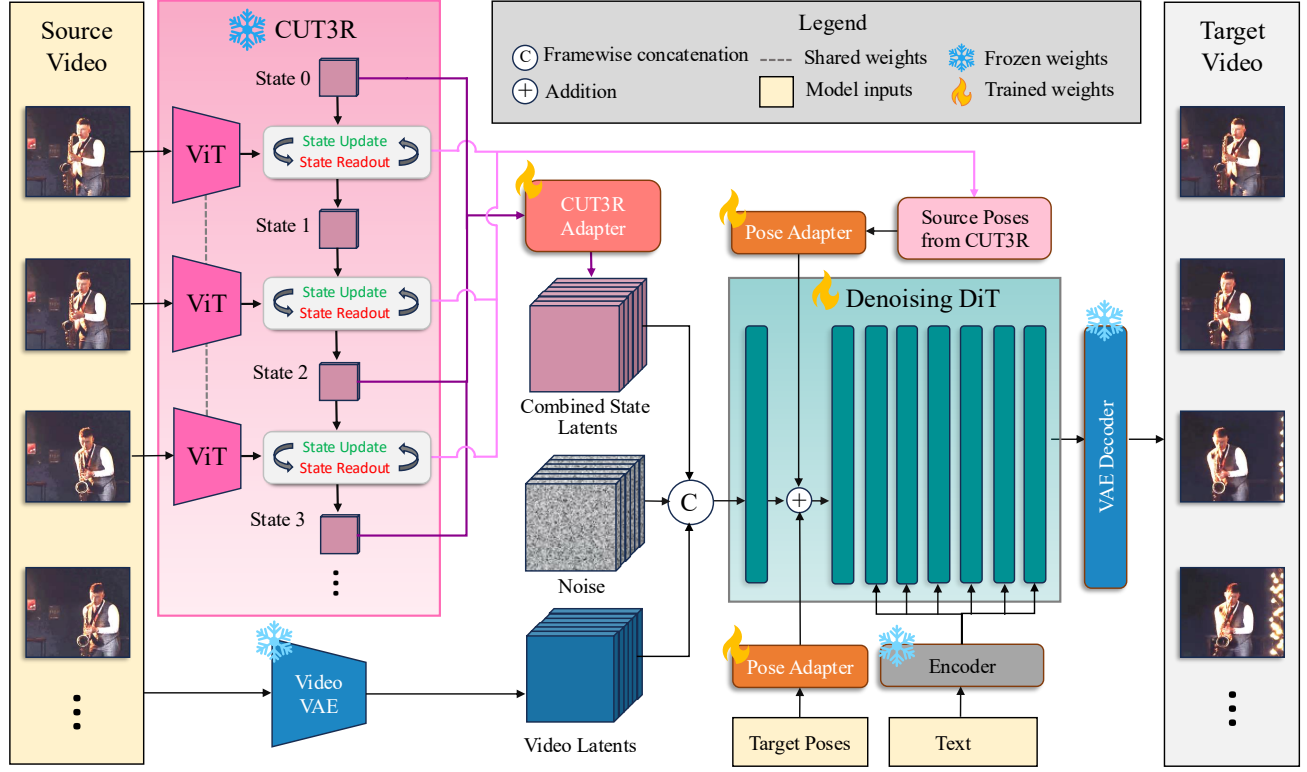 Source
Video
CUT3R
State 0
ViT
State Update
State Readout
State 1
ViT
State Update
State Readout
State 2
ViT
State Update
State Readout
State 3
Video
VAE
Legend
C
Framewise concatenation
Shared weights
Frozen weights
+
Addition
Model inputs
Trained weights
CUT3R
Adapter
Combined State
Latents
Noise
Video Latents
C
Pose Adapter
Source Poses
from CUT3R
Denoising DiT
+
Pose Adapter
Encoder
Target Poses
Text
VAE Decoder
Target
Video